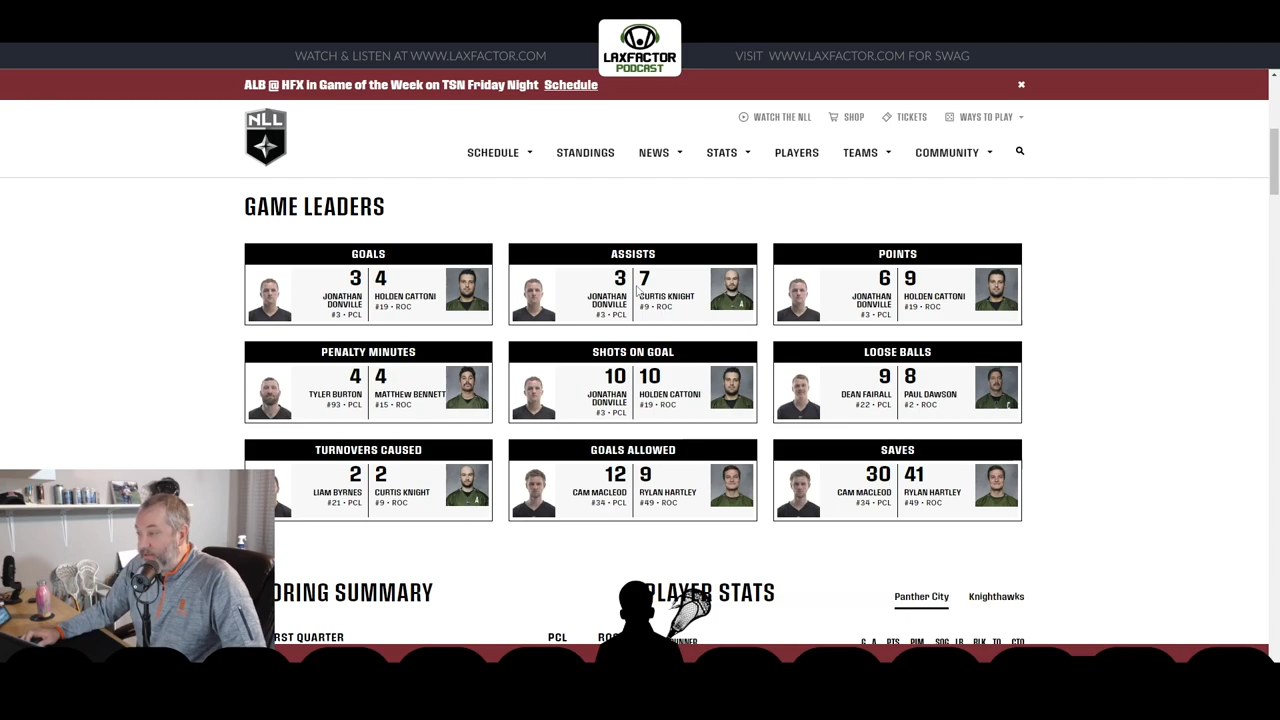 WATCH & LISTEN AT WWW.LAXFACTOR.COM
LAXFACTOR
PODCAST
VISIT WWW.LAXFACTOR.COM FOR SWAG
ALB @ HFX in Game of the Week on TSN Friday Night Schedule
NLL
WATCH THE NLL SHOP TICKETS WAYS TO PLAY
SCHEDULE STANDINGS NEWS STATS PLAYERS TEAMS COMMUNITY
GAME LEADERS
GOALS
3 4
JONATHAN DONVILLE HOLDEN CATTONI
#3 • PCL #19 • ROC
ASSISTS
3 7
JONATHAN DONVILLE CURTIS KNIGHT
#3 • PCL #9 • ROC
POINTS
6 9
JONATHAN DONVILLE HOLDEN CATTONI
#3 • PCL #19 • ROC
PENALTY MINUTES
4 4
TYLER BURTON MATTHEW BENNETT
#93 • PCL #15 • ROC
SHOTS ON GOAL
10 10
JONATHAN DONVILLE HOLDEN CATTONI
#3 • PCL #19 • ROC
LOOSE BALLS
9 8
DEAN FAIRALL PAUL DAWSON
#22 • PCL #2 • ROC
TURNOVERS CAUSED
2 2
LIAM BYRNES CURTIS KNIGHT
#21 • PCL #9 • ROC
GOALS ALLOWED
12 9
CAM MACLEOD RYLAN HARTLEY
#34 • PCL #49 • ROC
SAVES
30 41
CAM MACLEOD RYLAN HARTLEY
#34 • PCL #49 • ROC
ORING SUMMARY
PLAYER STATS
Panther City Knighthawks
RST QUARTER PCL ROC
G A PTS PIM SOG LB BLK TO CTO